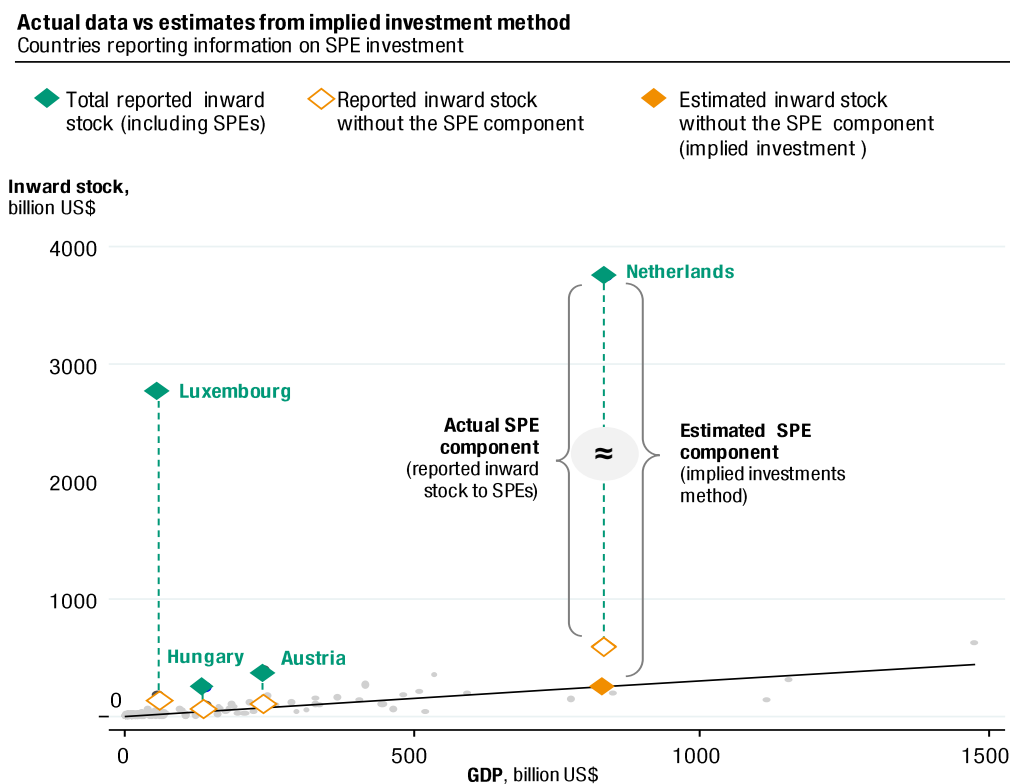 Actual data vs estimates from implied investment method
Countries reporting information on SPE investment
Total reported inward
stock (including SPEs)
Reported inward stock
without the SPE component
Estimated inward stock
without the SPE component
(implied investment )
Inward stock,
billion US$
4000
3000
2000
1000
0
Netherlands
Luxembourg
Actual SPE
component
(reported inward
stock to SPEs)
≈
Estimated SPE
component
(implied investments
method)
Hungary
Austria
0
500
1000
1500
GDP, billion US$